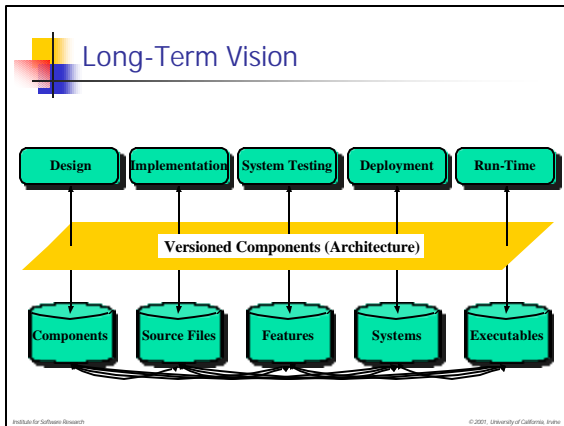 Long-Term Vision
Design
Implementation
System Testing
Deployment
Run-Time
Versioned Components (Architecture)
Components
Source Files
Features
Systems
Executables
Institute for Software Research
© 2001, University of California, Irvine